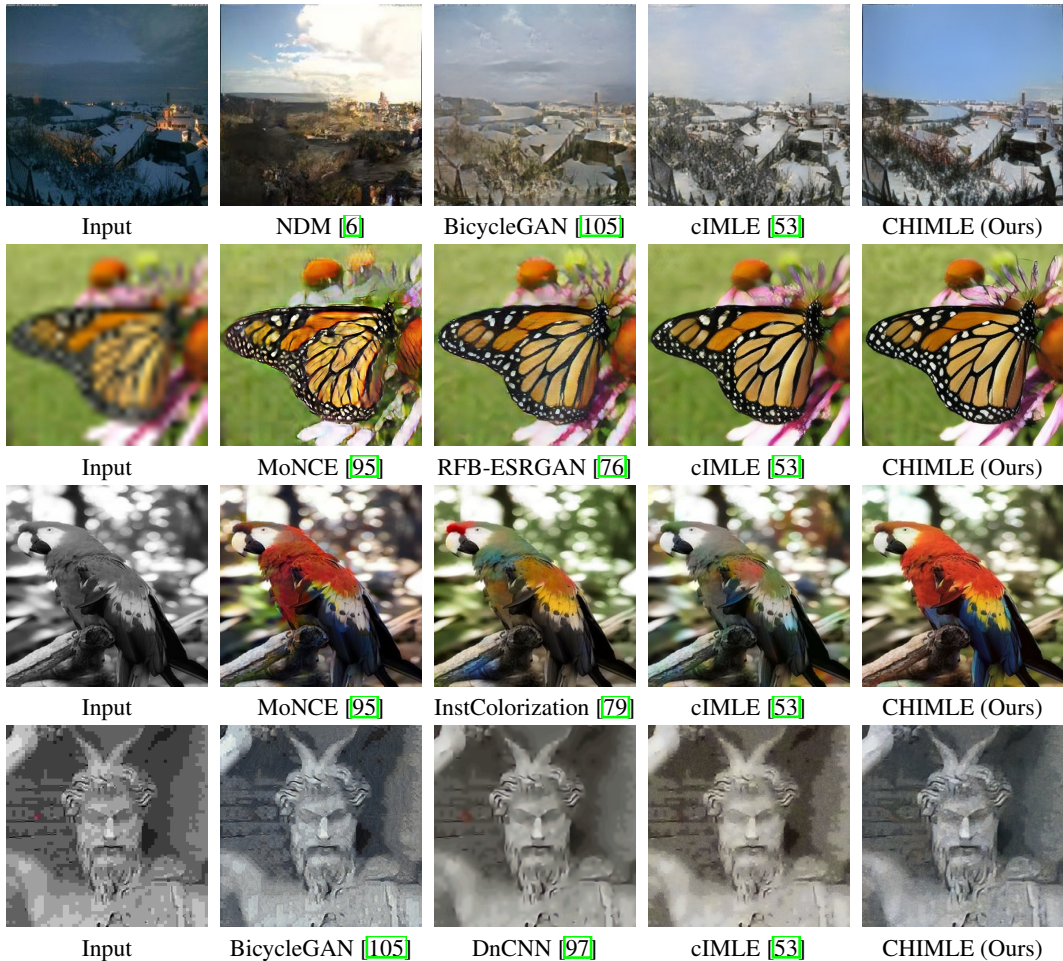 Input NDM [6] BicycleGAN [105] cIMLE [53] CHIMLE (Ours)
Input MoNCE [95] RFB-ESRGAN [76] cIMLE [53] CHIMLE (Ours)
Input MoNCE [95] InstColorization [79] cIMLE [53] CHIMLE (Ours)
Input BicycleGAN [105] DnCNN [97] cIMLE [53] CHIMLE (Ours)